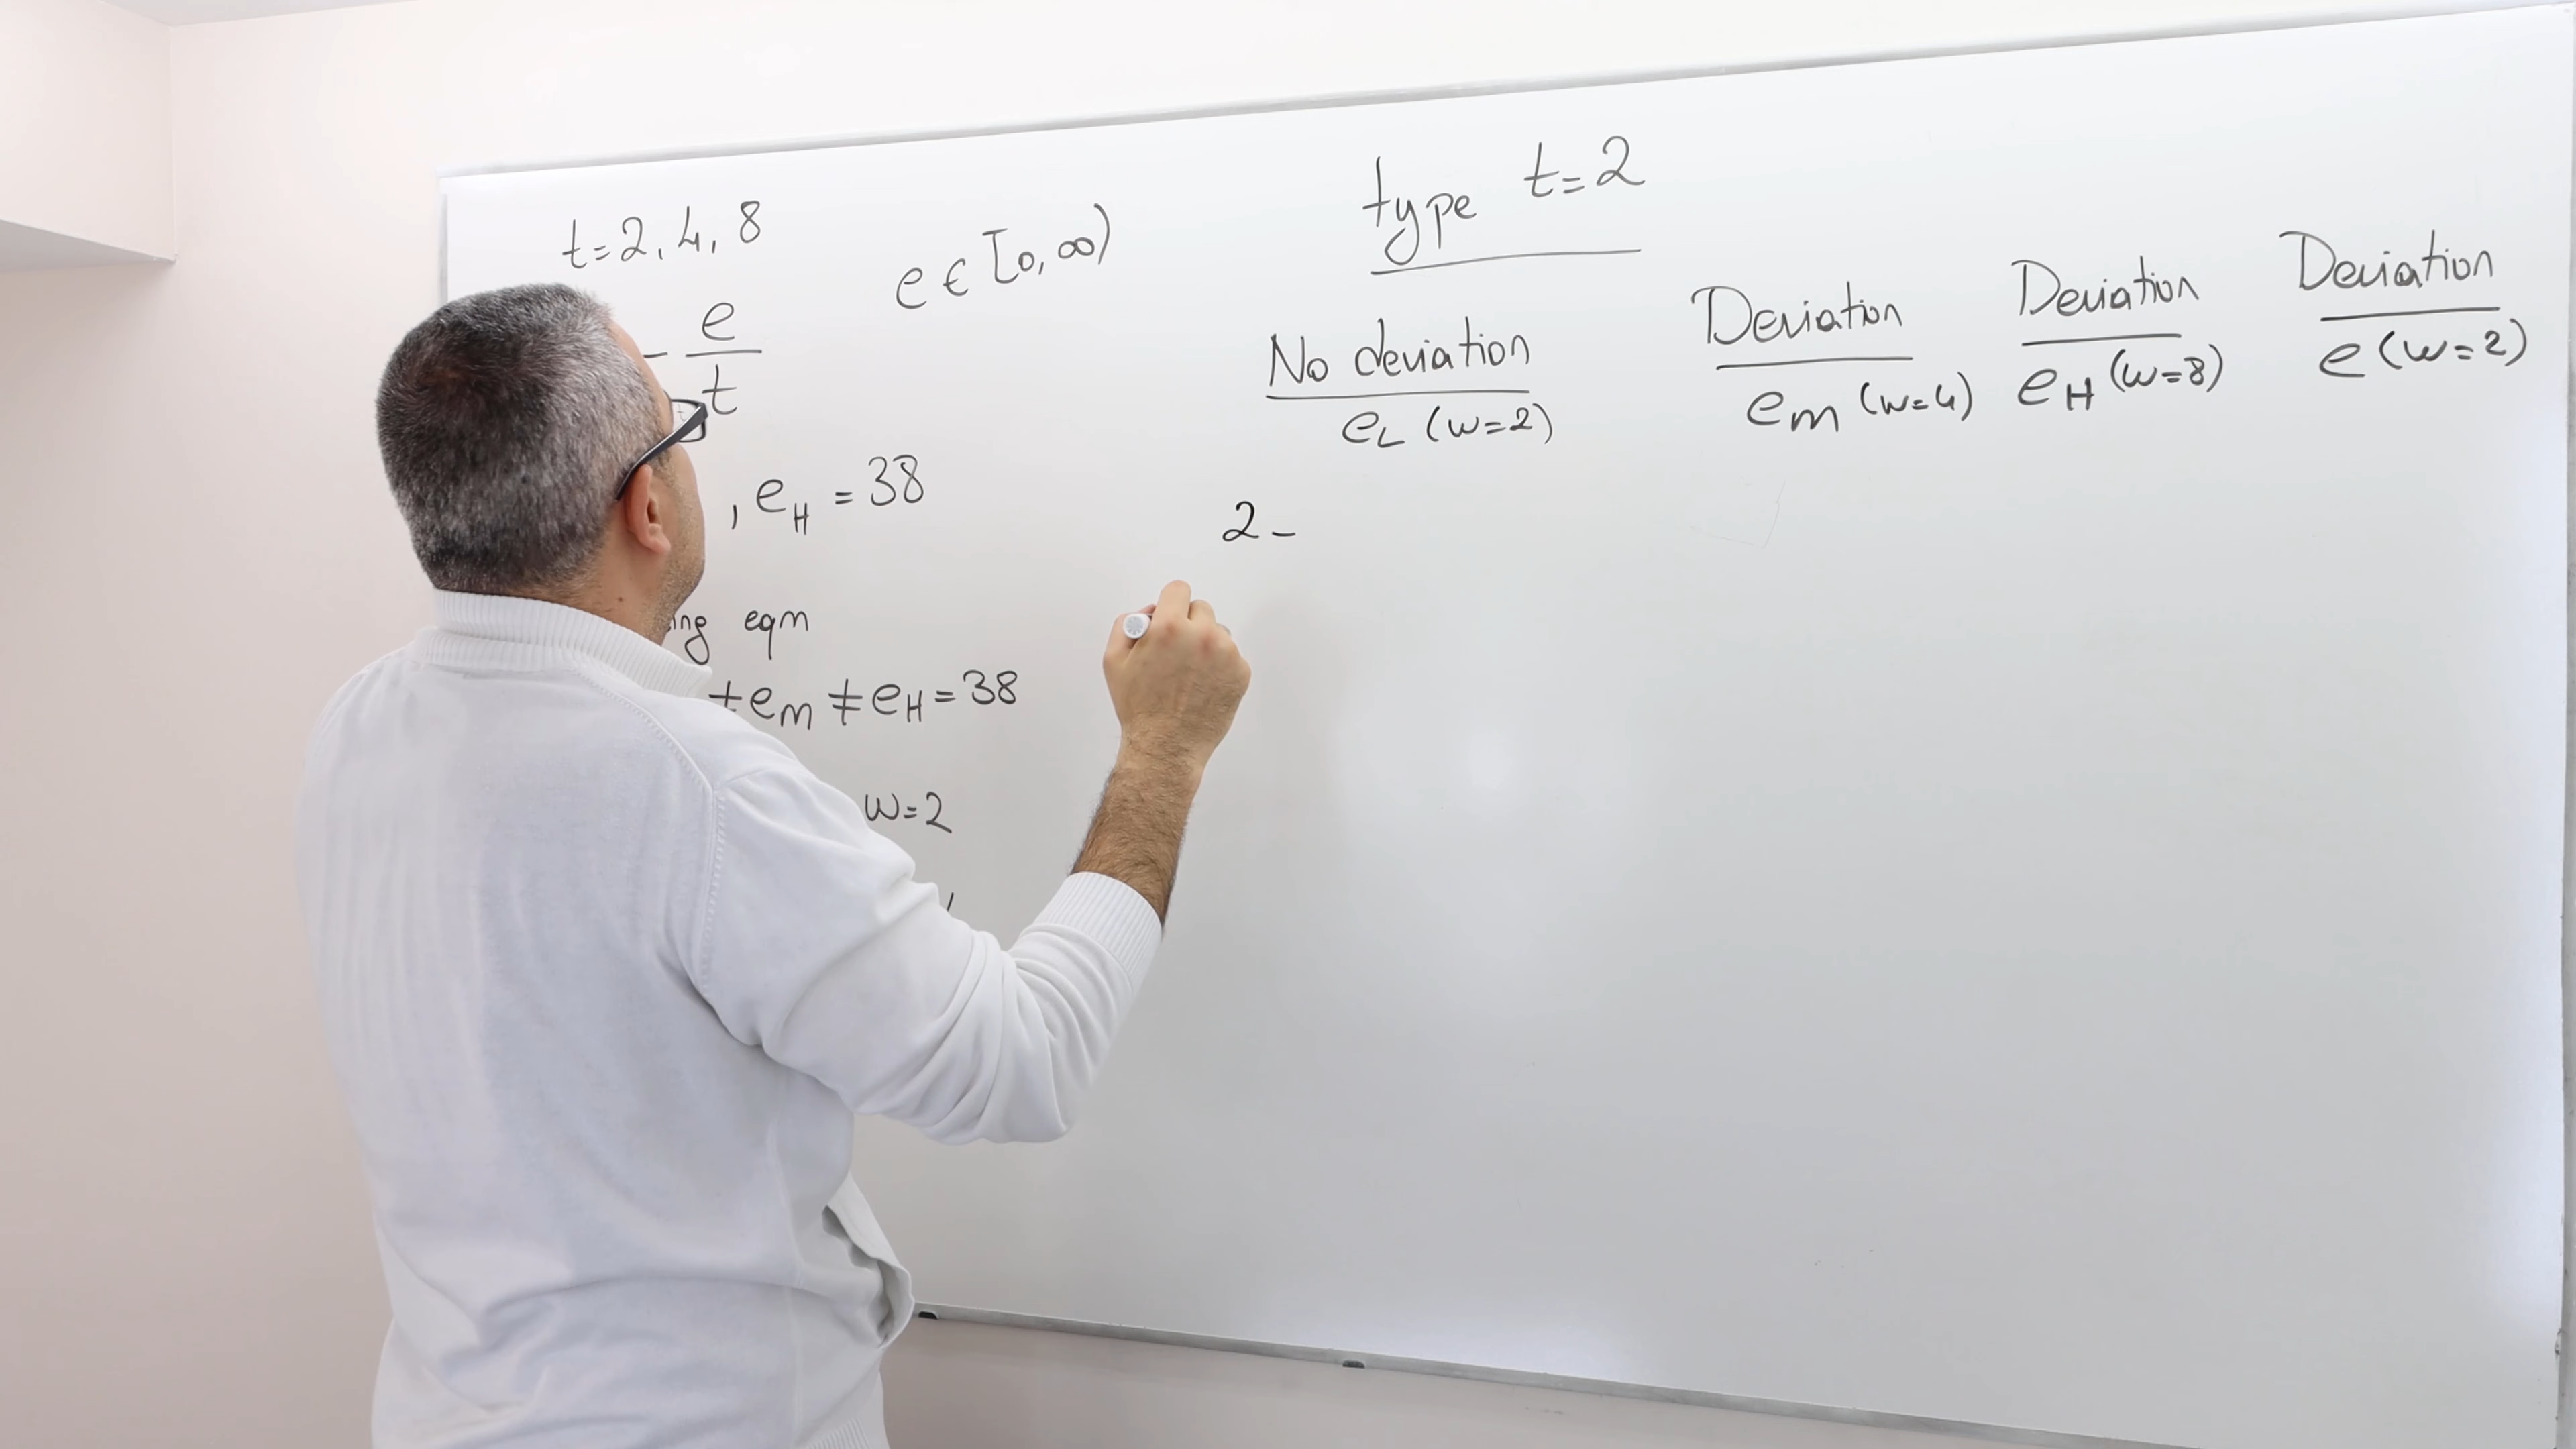 t=2, 4, 8
e ∈ [0, ∞)
- e/t
, e_H = 38
eqm
≠ e_M ≠ e_H = 38
w=2
type t=2
No deviation
e_L (w=2)
Deviation
e_M (w=4)
Deviation
e_H (w=8)
Deviation
e (w=2)
2 -